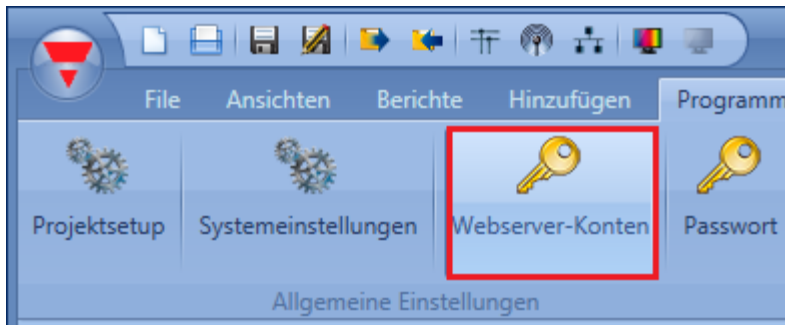 File Ansichten Berichte Hinzufügen Programm
Projektsetup Systemeinstellungen Webserver-Konten Passwort
Allgemeine Einstellungen